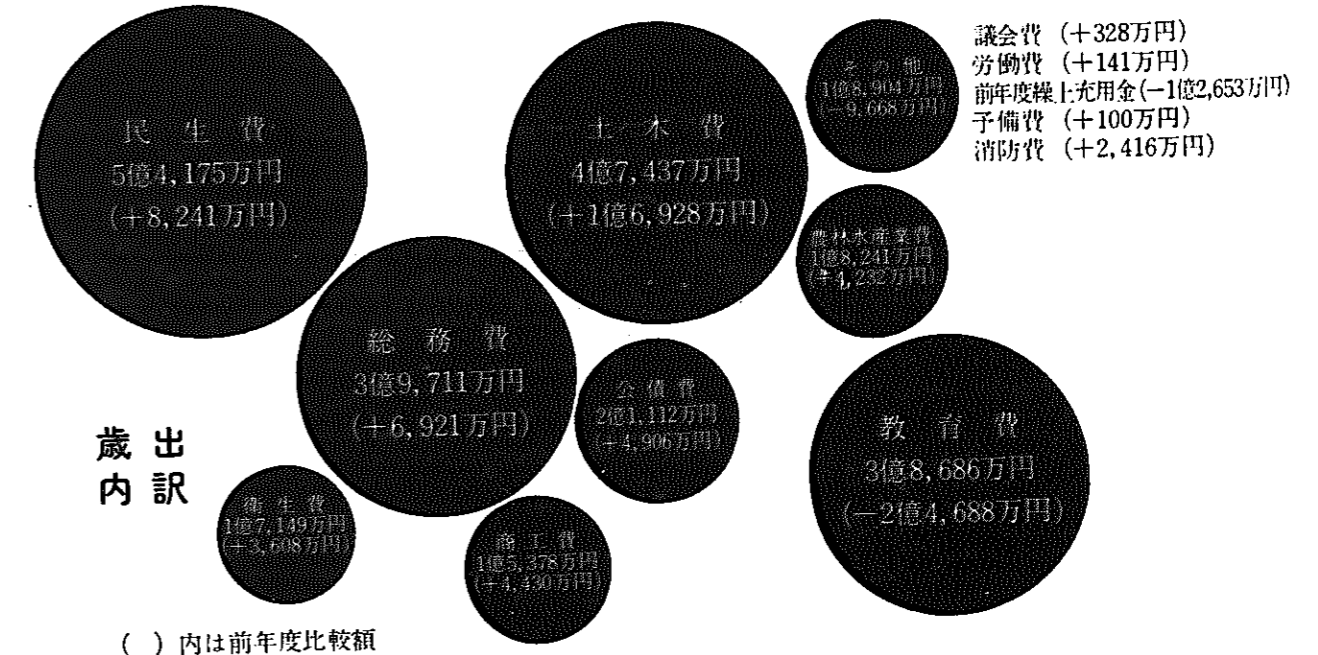 民生費
5億4,175万円
(+8,241万円)
土木費
4億7,437万円
(+1億6,928万円)
その他
1億8,904万円
(-9,668万円)
議会費 (+328万円)
労働費 (+141万円)
前年度繰上充用金(-1億2,653万円)
予備費 (+100万円)
消防費 (+2,416万円)
農林水産業費
1億8,241万円
(+4,232万円)
総務費
3億9,711万円
(+6,921万円)
公債費
2億1,112万円
(+4,906万円)
教育費
3億8,686万円
(-2億4,688万円)
歳出
内訳
衛生費
1億7,149万円
(+3,608万円)
商工費
1億5,378万円
(+4,430万円)
( ) 内は前年度比較額